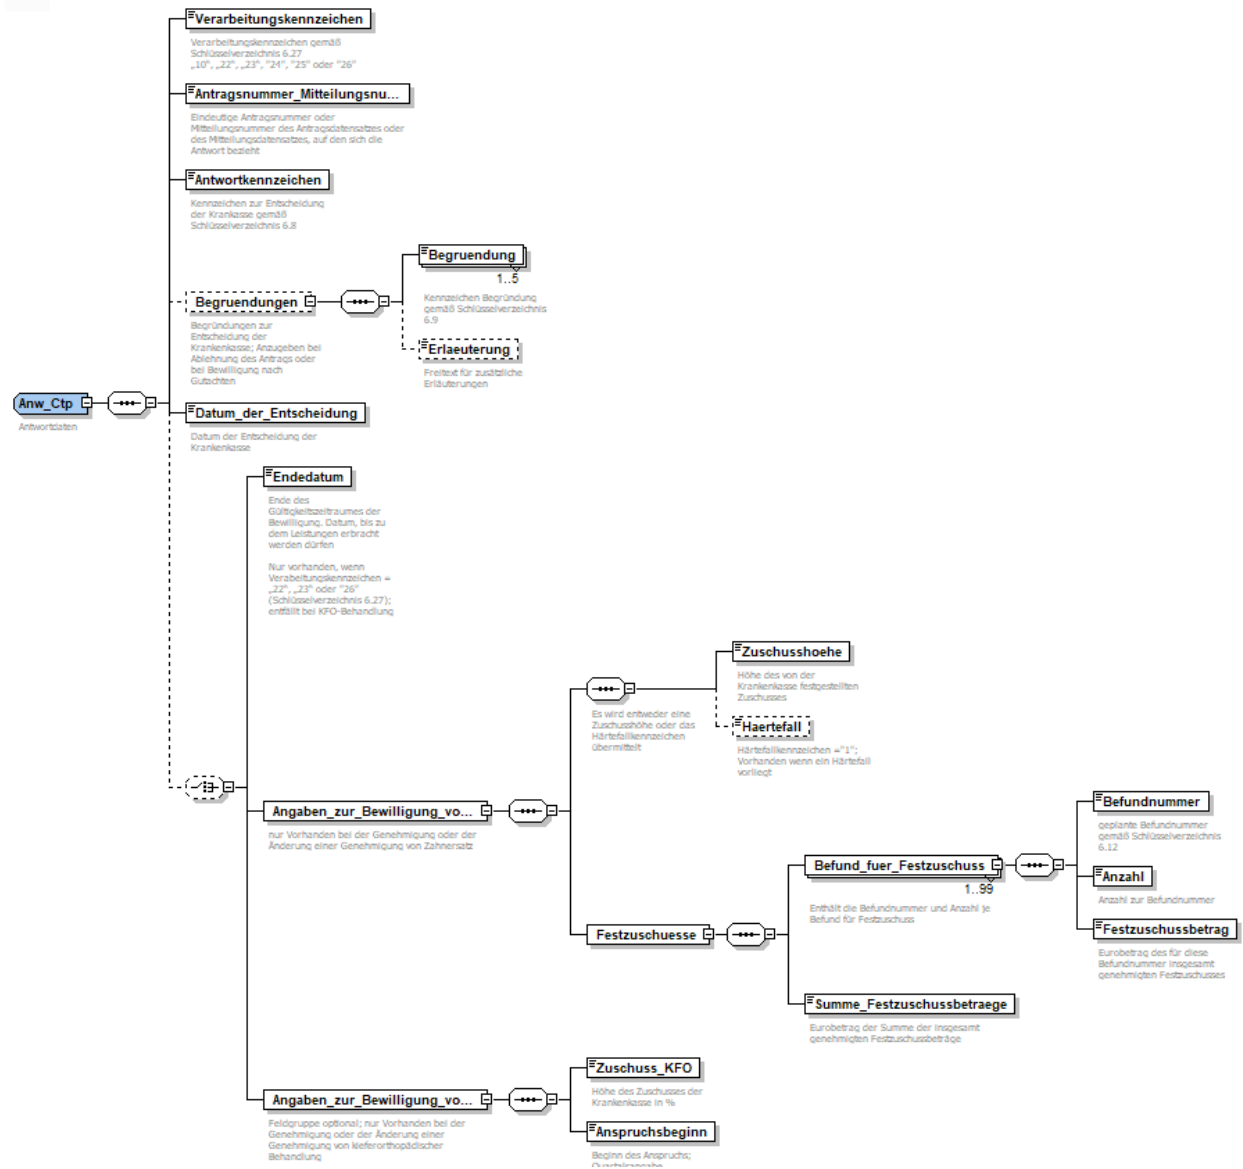 Verarbeitungskennzeichen
Verarbeitungskennzeichen gemäß
Schlüsselverzeichnis 6.27
„10“, „22“, „23“, "24", "25" oder "26"
Antragsnummer_Mitteilungsnu...
Eindeutige Antragsnummer oder
Mitteilungsnummer des Antragsdatensatzes oder
des Mitteilungsdatensatzes, auf den sich die
Antwort bezieht
Antwortkennzeichen
Kennzeichen zur Entscheidung
der Krankasse gemäß
Schlüsselverzeichnis 6.8
Begruendungen
Begründungen zur
Entscheidung der
Krankenkasse; Anzugeben bei
Ablehnung des Antrags oder
bei Bewilligung nach
Gutachten
Begruendung
1..5
Kennzeichen Begründung
gemäß Schlüsselverzeichnis
6.9
Erlaeuterung
Freitext für zusätzliche
Erläuterungen
Anw_Ctp
Antwortdaten
Datum_der_Entscheidung
Datum der Entscheidung der
Krankenkasse
Endedatum
Ende des
Gültigkeitszeitraumes der
Bewilligung. Datum, bis zu
dem Leistungen erbracht
werden dürfen
Nur vorhanden, wenn
Verabeitungskennzeichen =
„22“, „23“ oder "26"
(Schlüsselverzeichnis 6.27);
entfällt bei KFO-Behandlung
Angaben_zur_Bewilligung_vo...
nur Vorhanden bei der Genehmigung oder der
Änderung einer Genehmigung von Zahnersatz
Es wird entweder eine
Zuschusshöhe oder das
Härtefallkennzeichen
übermittelt
Zuschusshoehe
Höhe des von der
Krankenkasse festgestellten
Zuschusses
Haertefall
Härtefallkennzeichen ="1";
Vorhanden wenn ein Härtefall
vorliegt
Festzuschuesse
Befund_fuer_Festzuschuss
1..99
Enthält die Befundnummer und Anzahl je
Befund für Festzuschuss
Befundnummer
geplante Befundnummer
gemäß Schlüsselverzeichnis
6.12
Anzahl
Anzahl zur Befundnummer
Festzuschussbetrag
Eurobetrag des für diese
Befundnummer insgesamt
genehmigten Festzuschusses
Summe_Festzuschussbetraege
Eurobetrag der Summe der insgesamt
genehmigten Festzuschussbeträge
Angaben_zur_Bewilligung_vo...
Feldgruppe optional; nur Vorhanden bei der
Genehmigung oder der Änderung einer
Genehmigung von kieferorthopädischer
Behandlung
Zuschuss_KFO
Höhe des Zuschusses der
Krankenkasse in %
Anspruchsbeginn
Beginn des Anspruchs;
Quartalsangabe